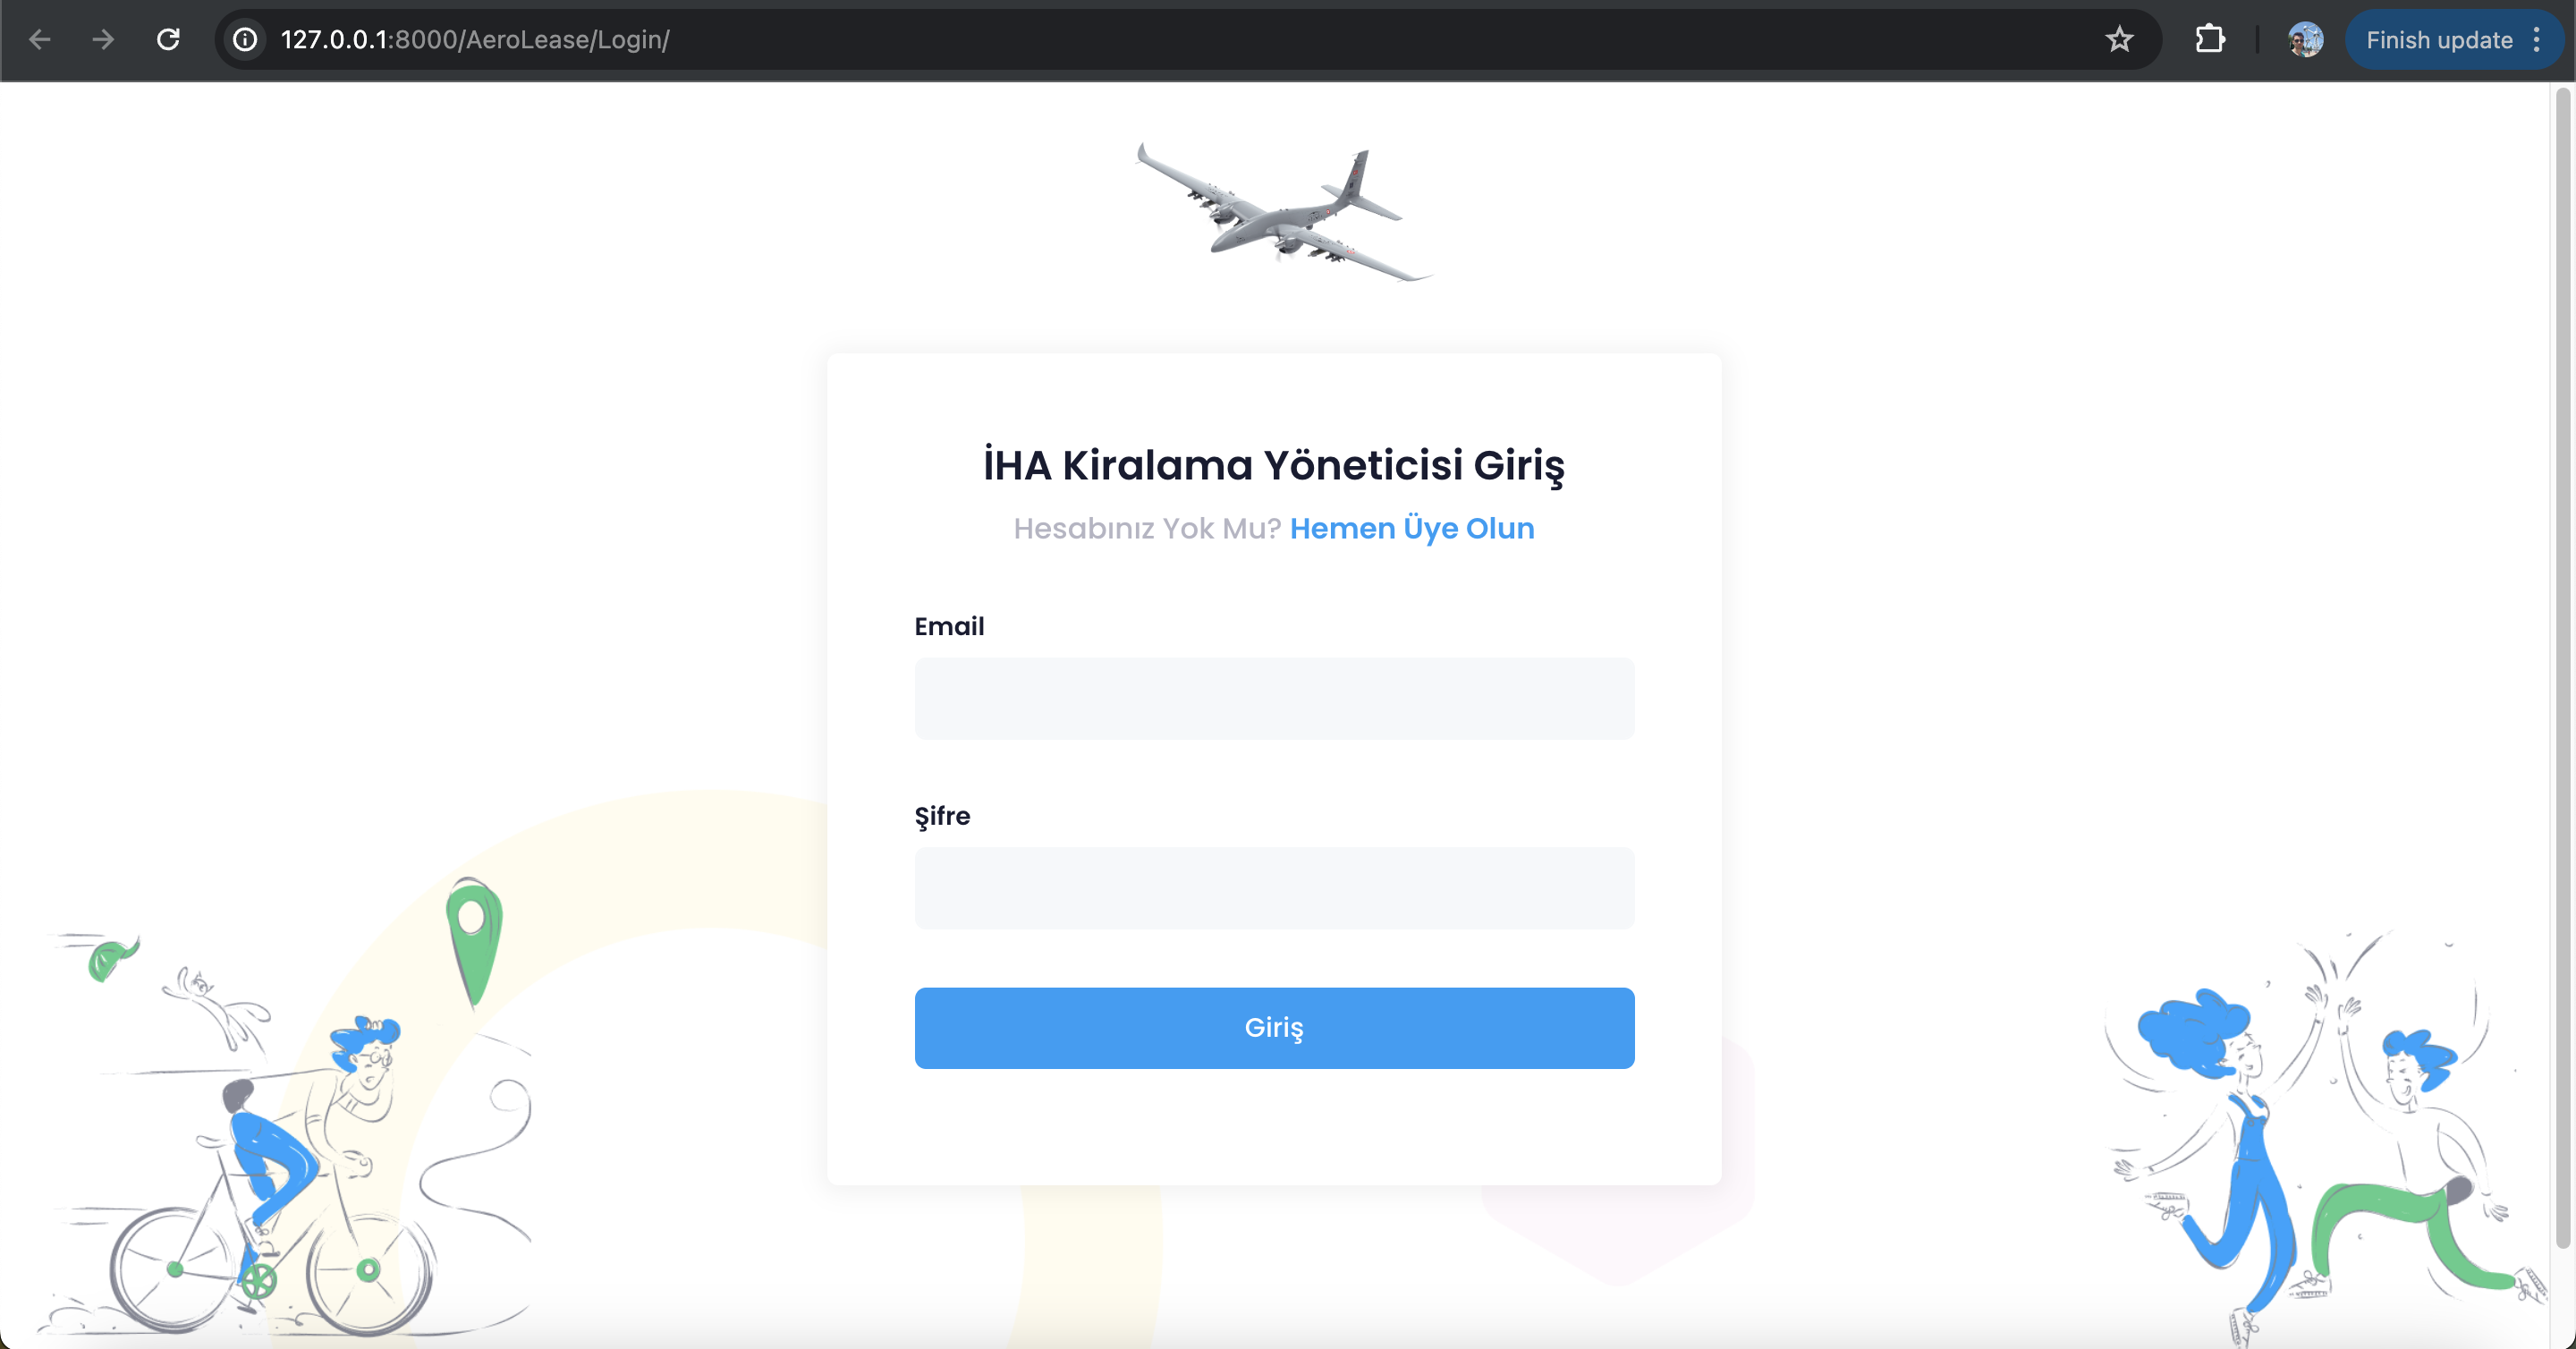 127.0.0.1:8000/AeroLease/Login/
Finish update
İHA Kiralama Yöneticisi Giriş
Hesabınız Yok Mu? Hemen Üye Olun
Email
Şifre
Giriş